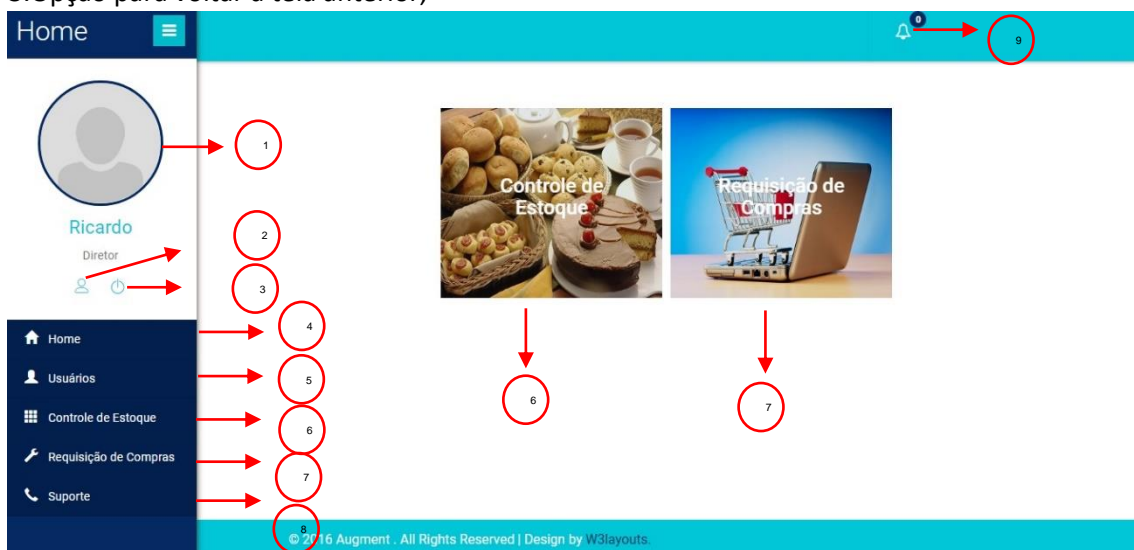 Home
0
9
1
Ricardo
Diretor
2
3
Controle de
Estoque
Requisição de
Compras
Home
4
Usuários
5
6
7
Controle de Estoque
6
Requisição de Compras
7
Suporte
8
© 2016 Augment . All Rights Reserved | Design by W3layouts.